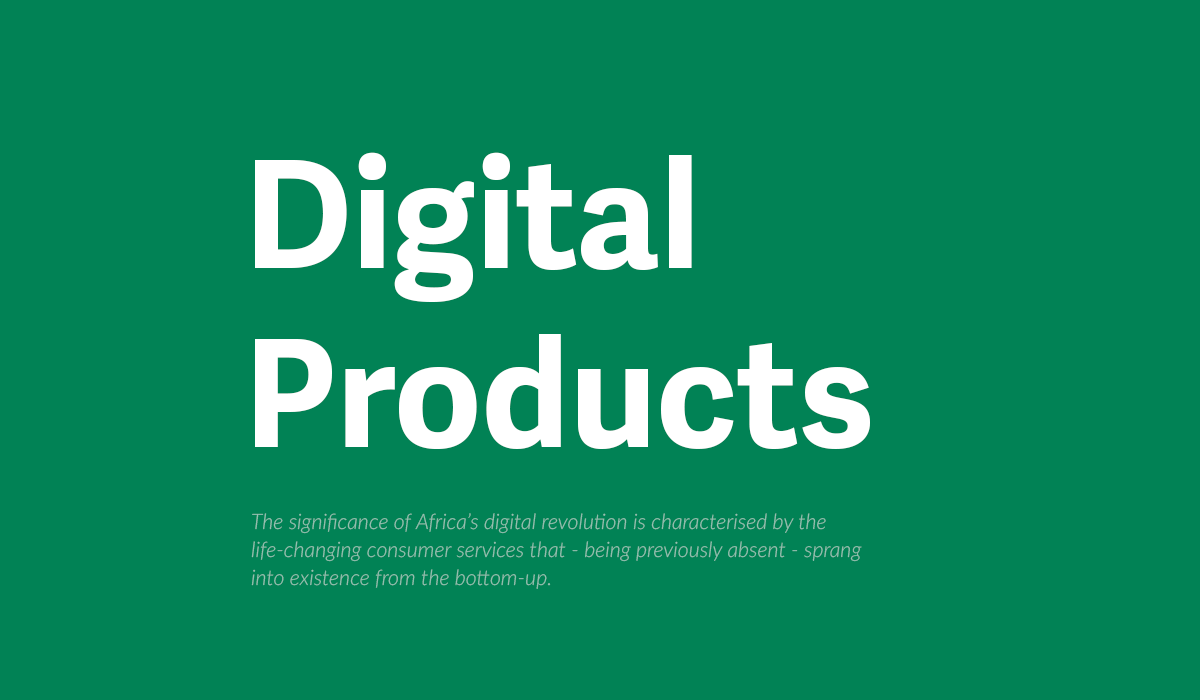 Digital
Products
The significance of Africa’s digital revolution is characterised by the
life-changing consumer services that - being previously absent - sprang
into existence from the bottom-up.